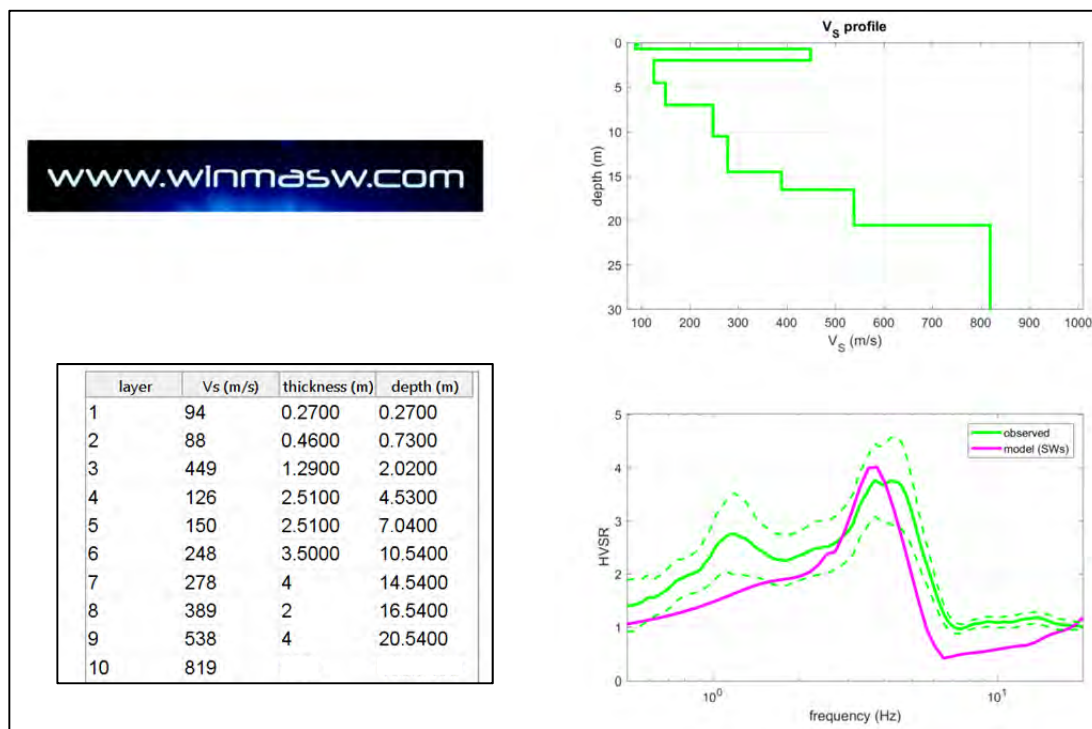 www.winmasw.com
V_S profile
depth (m)
0
5
10
15
20
25
30
100 200 300 400 500 600 700 800 900 1000
V_S (m/s)
layer Vs (m/s) thickness (m) depth (m)
1 94 0.2700 0.2700
2 88 0.4600 0.7300
3 449 1.2900 2.0200
4 126 2.5100 4.5300
5 150 2.5100 7.0400
6 248 3.5000 10.5400
7 278 4 14.5400
8 389 2 16.5400
9 538 4 20.5400
10 819
HVSR
5
4
3
2
1
0
observed
model (SWs)
10^0 10^1
frequency (Hz)